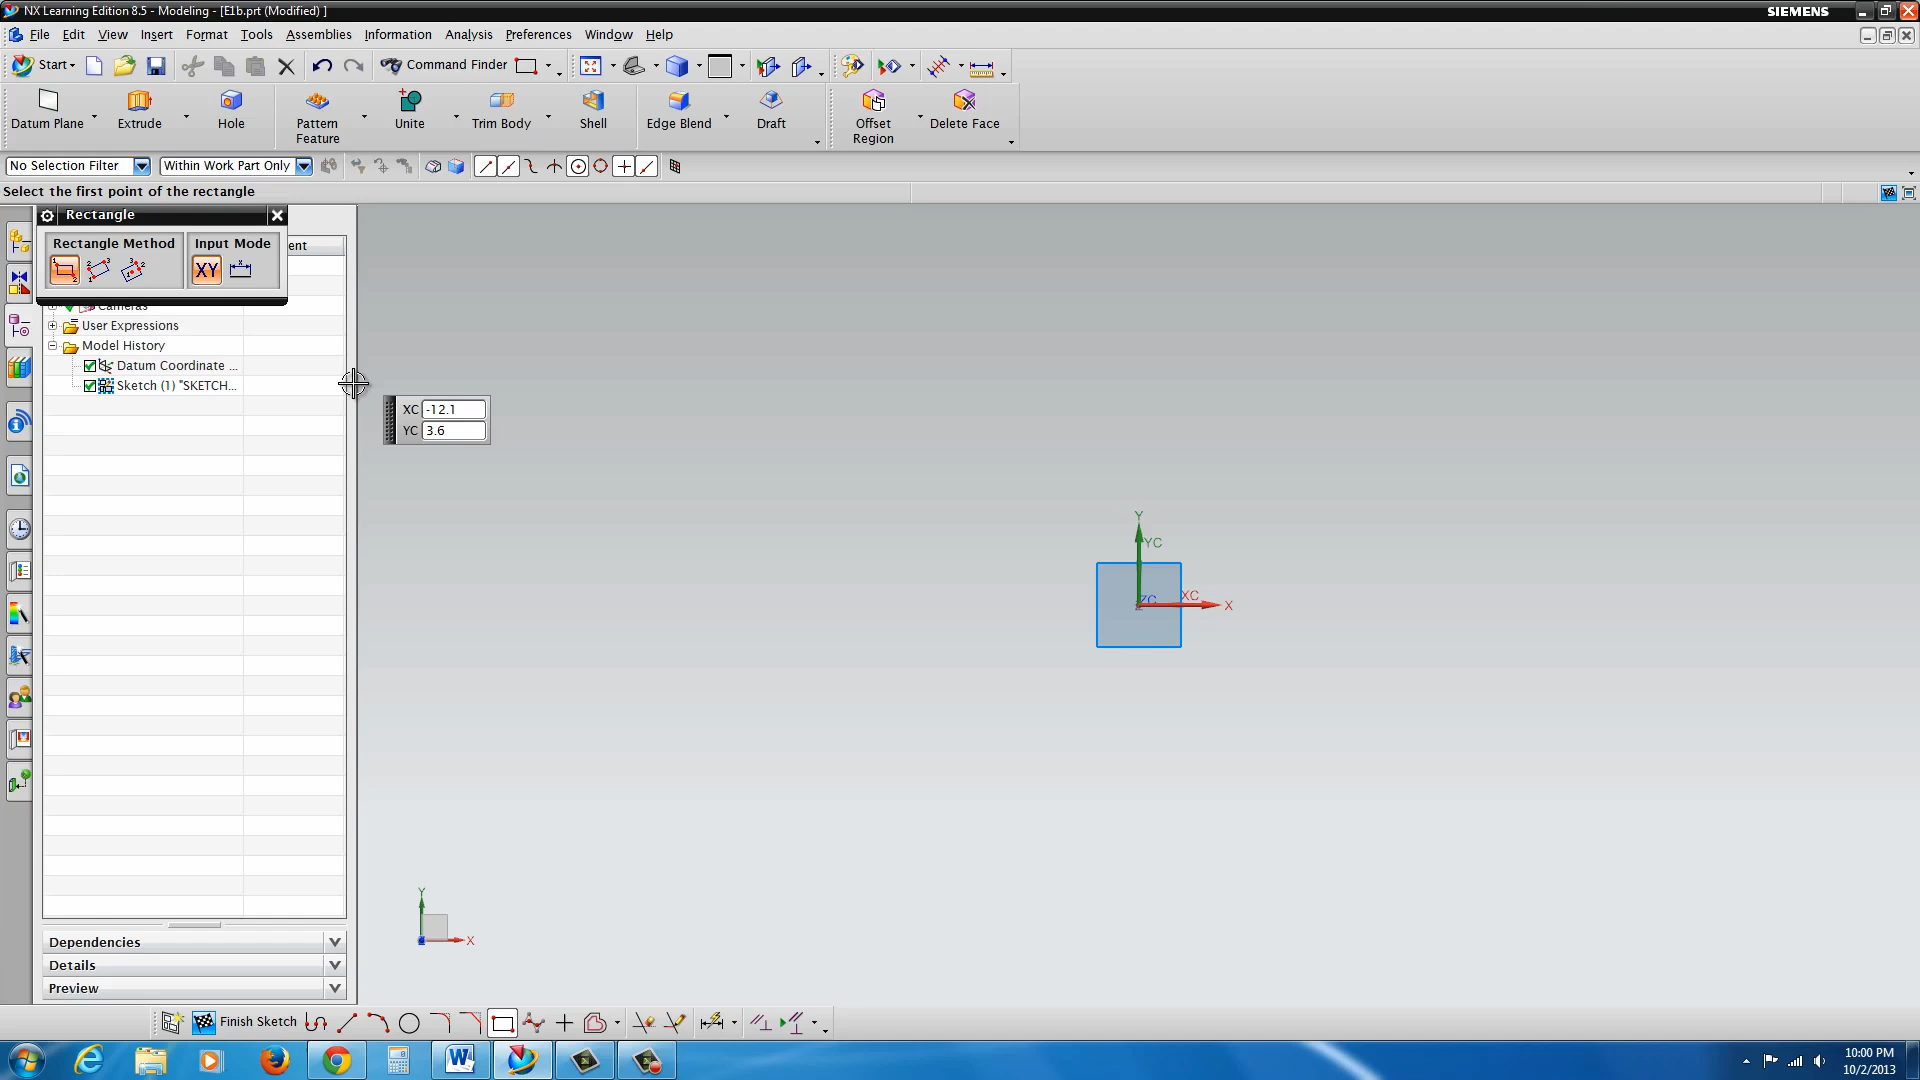 NX Learning Edition 8.5 - Modeling - [E1b.prt (Modified) ]
SIEMENS
File Edit View Insert Format Tools Assemblies Information Analysis Preferences Window Help
Start Command Finder
Datum Plane Extrude Hole Pattern Feature Unite Trim Body Shell Edge Blend Draft Offset Region Delete Face
No Selection Filter Within Work Part Only
Select the first point of the rectangle
Rectangle
Rectangle Method Input Mode
ent
XY
Cameras
User Expressions
Model History
Datum Coordinate ...
Sketch (1) "SKETCH...
XC -12.1
YC 3.6
Y
YC
ZC XC X
Y
X
Dependencies
Details
Preview
Finish Sketch
10:00 PM
10/2/2013